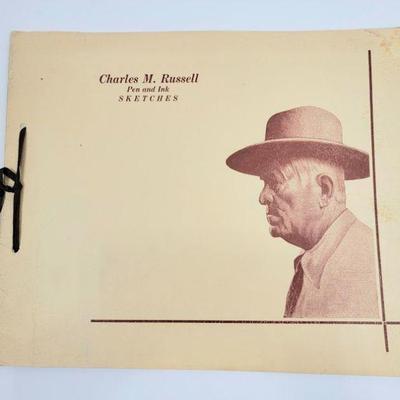 Charles M. Russell
Pen and Ink
SKETCHES